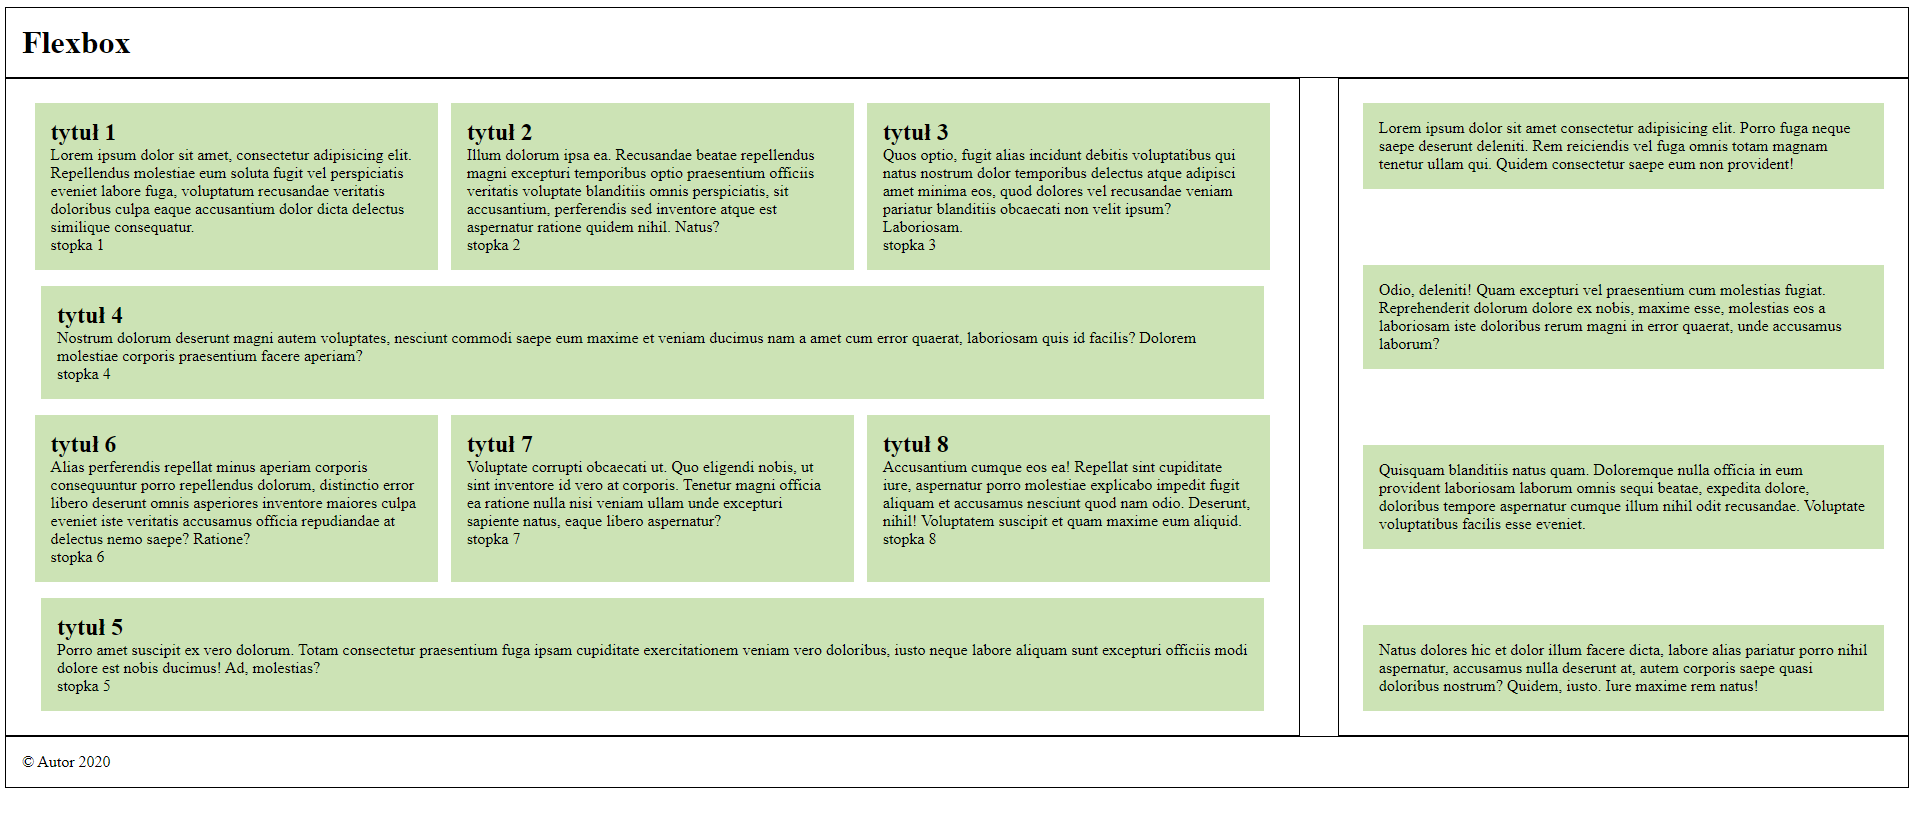 Flexbox
tytuł 1
Lorem ipsum dolor sit amet, consectetur adipisicing elit.
Repellendus molestiae eum soluta fugit vel perspiciatis
eveniet labore fuga, voluptatum recusandae veritatis
doloribus culpa eaque accusantium dolor dicta delectus
similique consequatur.
stopka 1
tytuł 2
Illum dolorum ipsa ea. Recusandae beatae repellendus
magni excepturi temporibus optio praesentium officiis
veritatis voluptate blanditiis omnis perspiciatis, sit
accusantium, perferendis sed inventore atque est
aspernatur ratione quidem nihil. Natus?
stopka 2
tytuł 3
Quos optio, fugit alias incidunt debitis voluptatibus qui
natus nostrum dolor temporibus delectus atque adipisci
amet minima eos, quod dolores vel recusandae veniam
pariatur blanditiis obcaecati non velit ipsum?
Laboriosam.
stopka 3
tytuł 4
Nostrum dolorum deserunt magni autem voluptates, nesciunt commodi saepe eum maxime et veniam ducimus nam a amet cum error quaerat, laboriosam quis id facilis? Dolorem
molestiae corporis praesentium facere aperiam?
stopka 4
tytuł 6
Alias perferendis repellat minus aperiam corporis
consequuntur porro repellendus dolorum, distinctio error
libero deserunt omnis asperiores inventore maiores culpa
eveniet iste veritatis accusamus officia repudiandae at
delectus nemo saepe? Ratione?
stopka 6
tytuł 7
Voluptate corrupti obcaecati ut. Quo eligendi nobis, ut
sint inventore id vero at corporis. Tenetur magni officia
ea ratione nulla nisi veniam ullam unde excepturi
sapiente natus, eaque libero aspernatur?
stopka 7
tytuł 8
Accusantium cumque eos ea! Repellat sint cupiditate
iure, aspernatur porro molestiae explicabo impedit fugit
aliquam et accusamus nesciunt quod nam odio. Deserunt,
nihil! Voluptatem suscipit et quam maxime eum aliquid.
stopka 8
tytuł 5
Porro amet suscipit ex vero dolorum. Totam consectetur praesentium fuga ipsam cupiditate exercitationem veniam vero doloribus, iusto neque labore aliquam sunt excepturi officiis modi
dolore est nobis ducimus! Ad, molestias?
stopka 5
Lorem ipsum dolor sit amet consectetur adipisicing elit. Porro fuga neque
saepe deserunt deleniti. Rem reiciendis vel fuga omnis totam magnam
tenetur ullam qui. Quidem consectetur saepe eum non provident!
Odio, deleniti! Quam excepturi vel praesentium cum molestias fugiat.
Reprehenderit dolorum dolore ex nobis, maxime esse, molestias eos a
laboriosam iste doloribus rerum magni in error quaerat, unde accusamus
laborum?
Quisquam blanditiis natus quam. Doloremque nulla officia in eum
provident laboriosam laborum omnis sequi beatae, expedita dolore,
doloribus tempore aspernatur cumque illum nihil odit recusandae. Voluptate
voluptatibus facilis esse eveniet.
Natus dolores hic et dolor illum facere dicta, labore alias pariatur porro nihil
aspernatur, accusamus nulla deserunt at, autem corporis saepe quasi
doloribus nostrum? Quidem, iusto. Iure maxime rem natus!
© Autor 2020